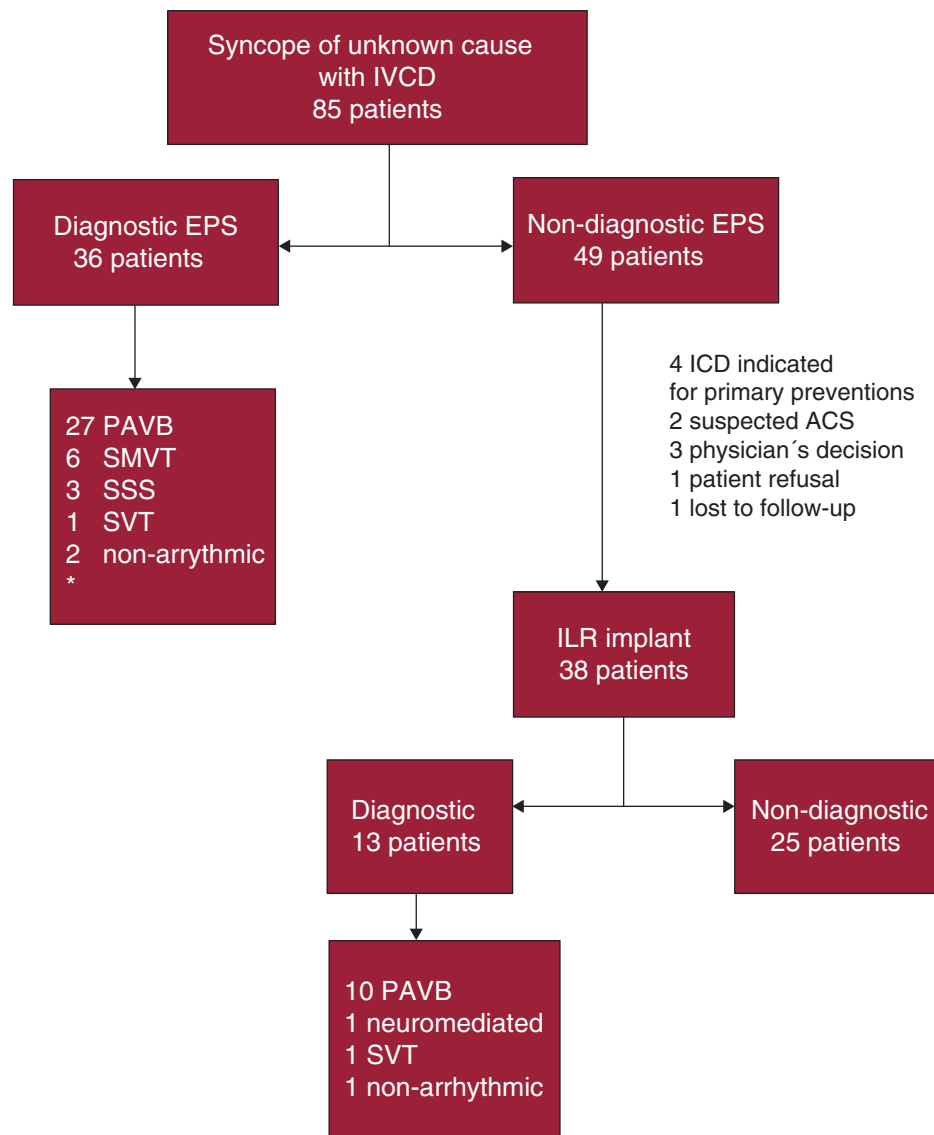 Syncope of unknown cause
with IVCD
85 patients
Diagnostic EPS
36 patients
Non-diagnostic EPS
49 patients
4 ICD indicated
for primary preventions
2 suspected ACS
3 physician´s decision
1 patient refusal
1 lost to follow-up
27 PAVB
6 SMVT
3 SSS
1 SVT
2 non-arrythmic
*
ILR implant
38 patients
Diagnostic
13 patients
Non-diagnostic
25 patients
10 PAVB
1 neuromediated
1 SVT
1 non-arrhythmic